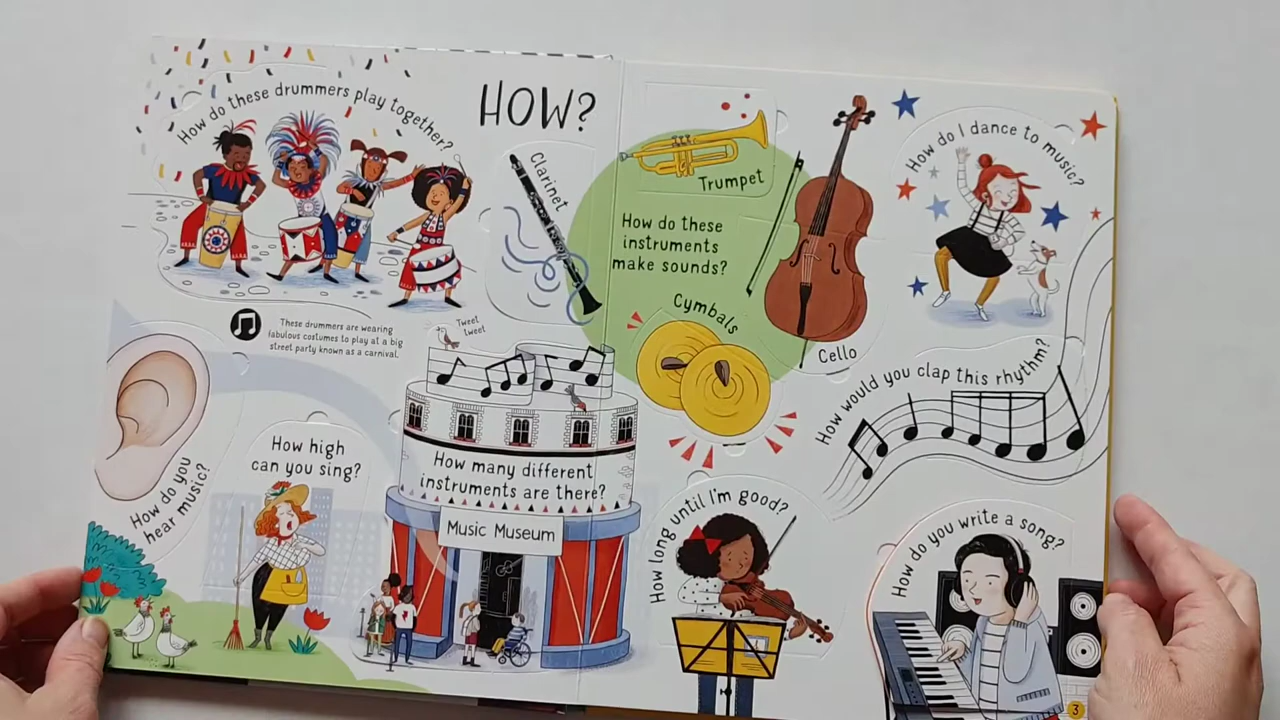 HOW?
How do these drummers play together?
Clarinet
These drummers are wearing
fabulous costumes to play at a big
street party known as a carnival.
Tweet
tweet
How do you
hear music?
How high
can you sing?
How many different
instruments are there?
Music Museum
Trumpet
How do these
instruments
make sounds?
Cymbals
Cello
How do I dance to music?
How would you clap this rhythm?
How long until I'm good?
How do you write a song?
3